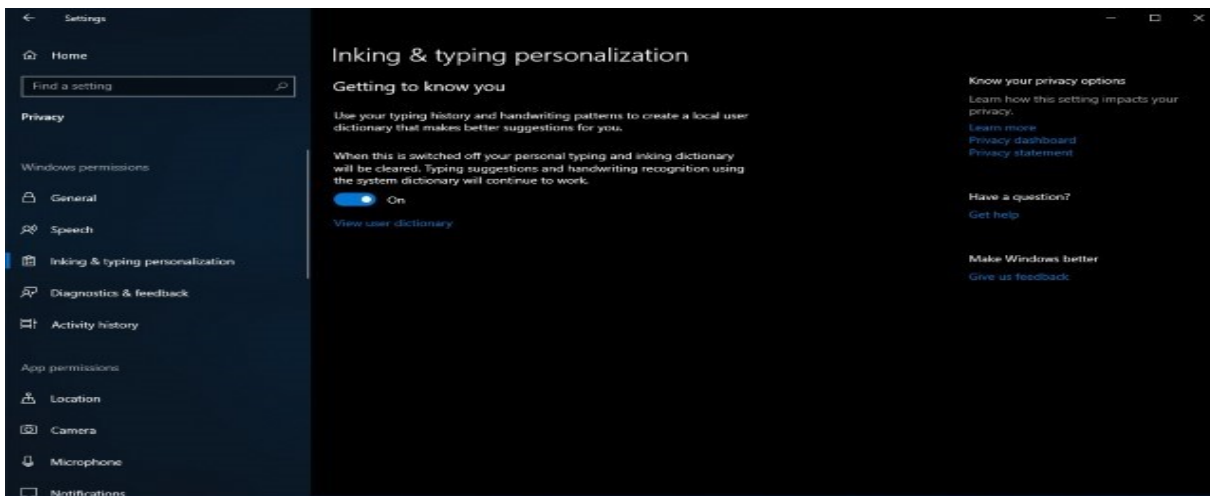 Settings
Home
Find a setting
Privacy
Windows permissions
General
Speech
Inking & typing personalization
Diagnostics & feedback
Activity history
App permissions
Location
Camera
Microphone
Notifications
Inking & typing personalization
Getting to know you
Use your typing history and handwriting patterns to create a local user
dictionary that makes better suggestions for you.
When this is switched off your personal typing and inking dictionary
will be cleared. Typing suggestions and handwriting recognition using
the system dictionary will continue to work.
On
View user dictionary
Know your privacy options
Learn how this setting impacts your
privacy.
Learn more
Privacy dashboard
Privacy statement
Have a question?
Get help
Make Windows better
Give us feedback